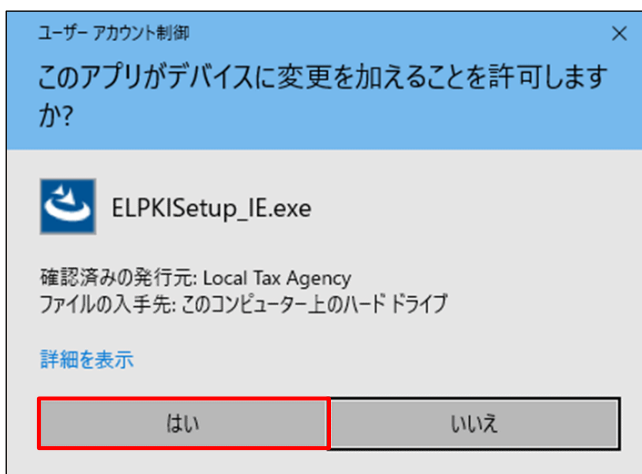 ユーザー アカウント制御
このアプリがデバイスに変更を加えることを許可します
か?
ELPKISetup_IE.exe
確認済みの発行元: Local Tax Agency
ファイルの入手先: このコンピューター上のハード ドライブ
詳細を表示
はい
いいえ